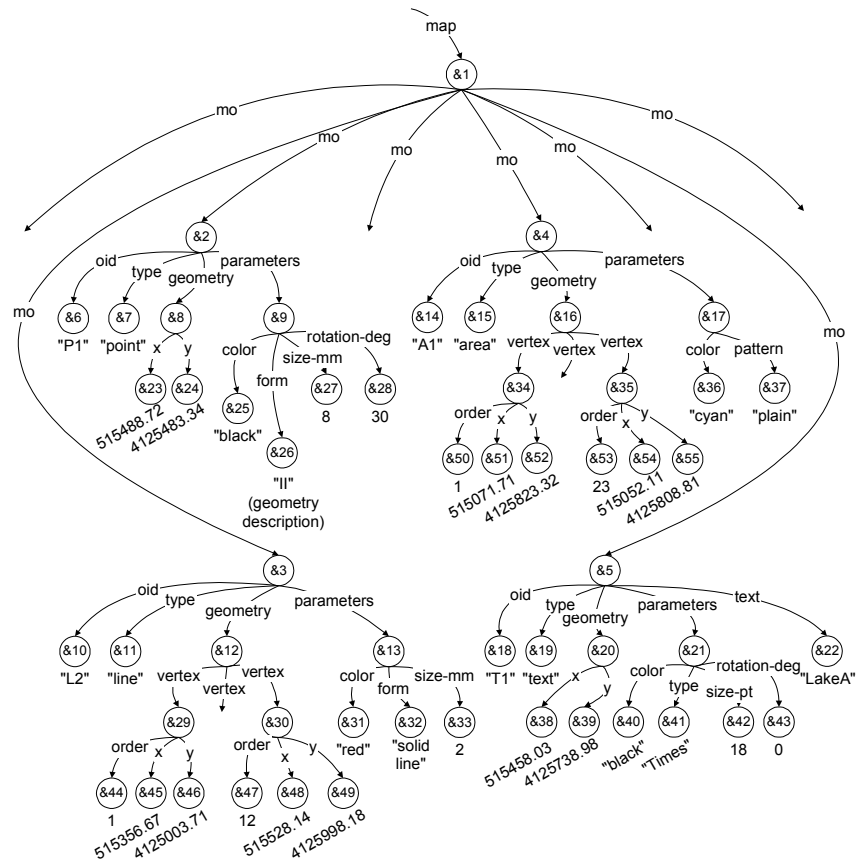 map
&1
mo mo mo mo mo mo
&2 &4
oid type geometry parameters oid type geometry parameters
mo mo
&6 &7 &8 &9 &14 &15 &16 &17
"P1" "point" "A1" "area"
x y color form size-mm rotation-deg vertex vertex vertex color pattern
&23 &24 &25 &27 &28 &34 &35 &36 &37
515488.72 4125483.34 "black" 8 30 "cyan" "plain"
order x y order x y
&26 &50 &51 &52 &53 &54 &55
"II" 1 515071.71 4125823.32 23 515052.11 4125808.81
(geometry
description)
&3 &5
oid type geometry parameters oid type geometry parameters text
&10 &11 &12 &13 &18 &19 &20 &21 &22
"L2" "line" "T1" "text" "LakeA"
vertex vertex vertex color form size-mm x y color type size-pt rotation-deg
&29 &30 &31 &32 &33 &38 &39 &40 &41 &42 &43
"red" "solid
line" 2 515458.03 4125738.98 "black" "Times" 18 0
order x y order x y
&44 &45 &46 &47 &48 &49
1 515356.67 4125003.71 12 515528.14 4125998.18